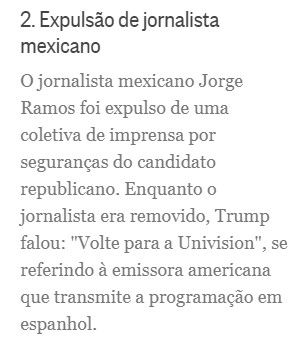 2. Expulsão de jornalista
mexicano
O jornalista mexicano Jorge
Ramos foi expulso de uma
coletiva de imprensa por
seguranças do candidato
republicano. Enquanto o
jornalista era removido, Trump
falou: "Volte para a Univision", se
referindo à emissora americana
que transmite a programação em
espanhol.